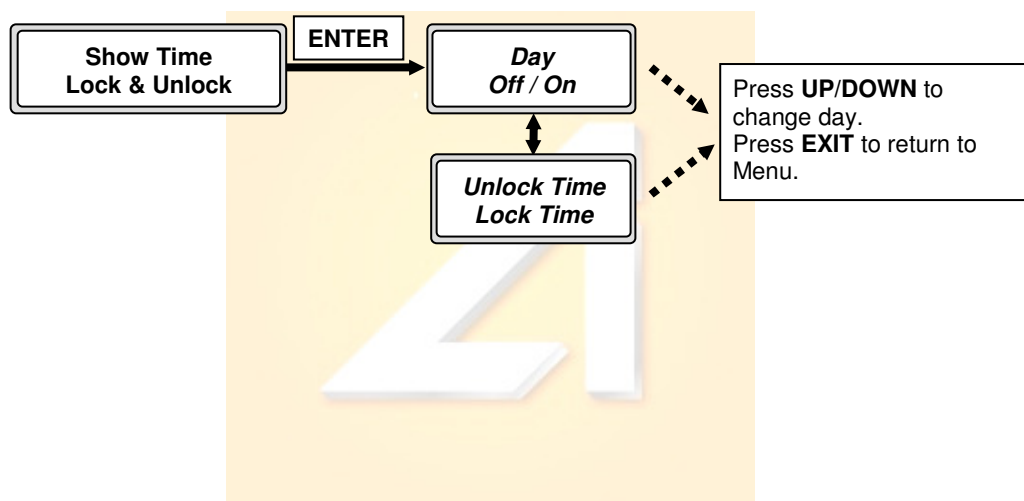 Show Time
Lock & Unlock
ENTER
Day
Off / On
Unlock Time
Lock Time
Press UP/DOWN to
change day.
Press EXIT to return to
Menu.